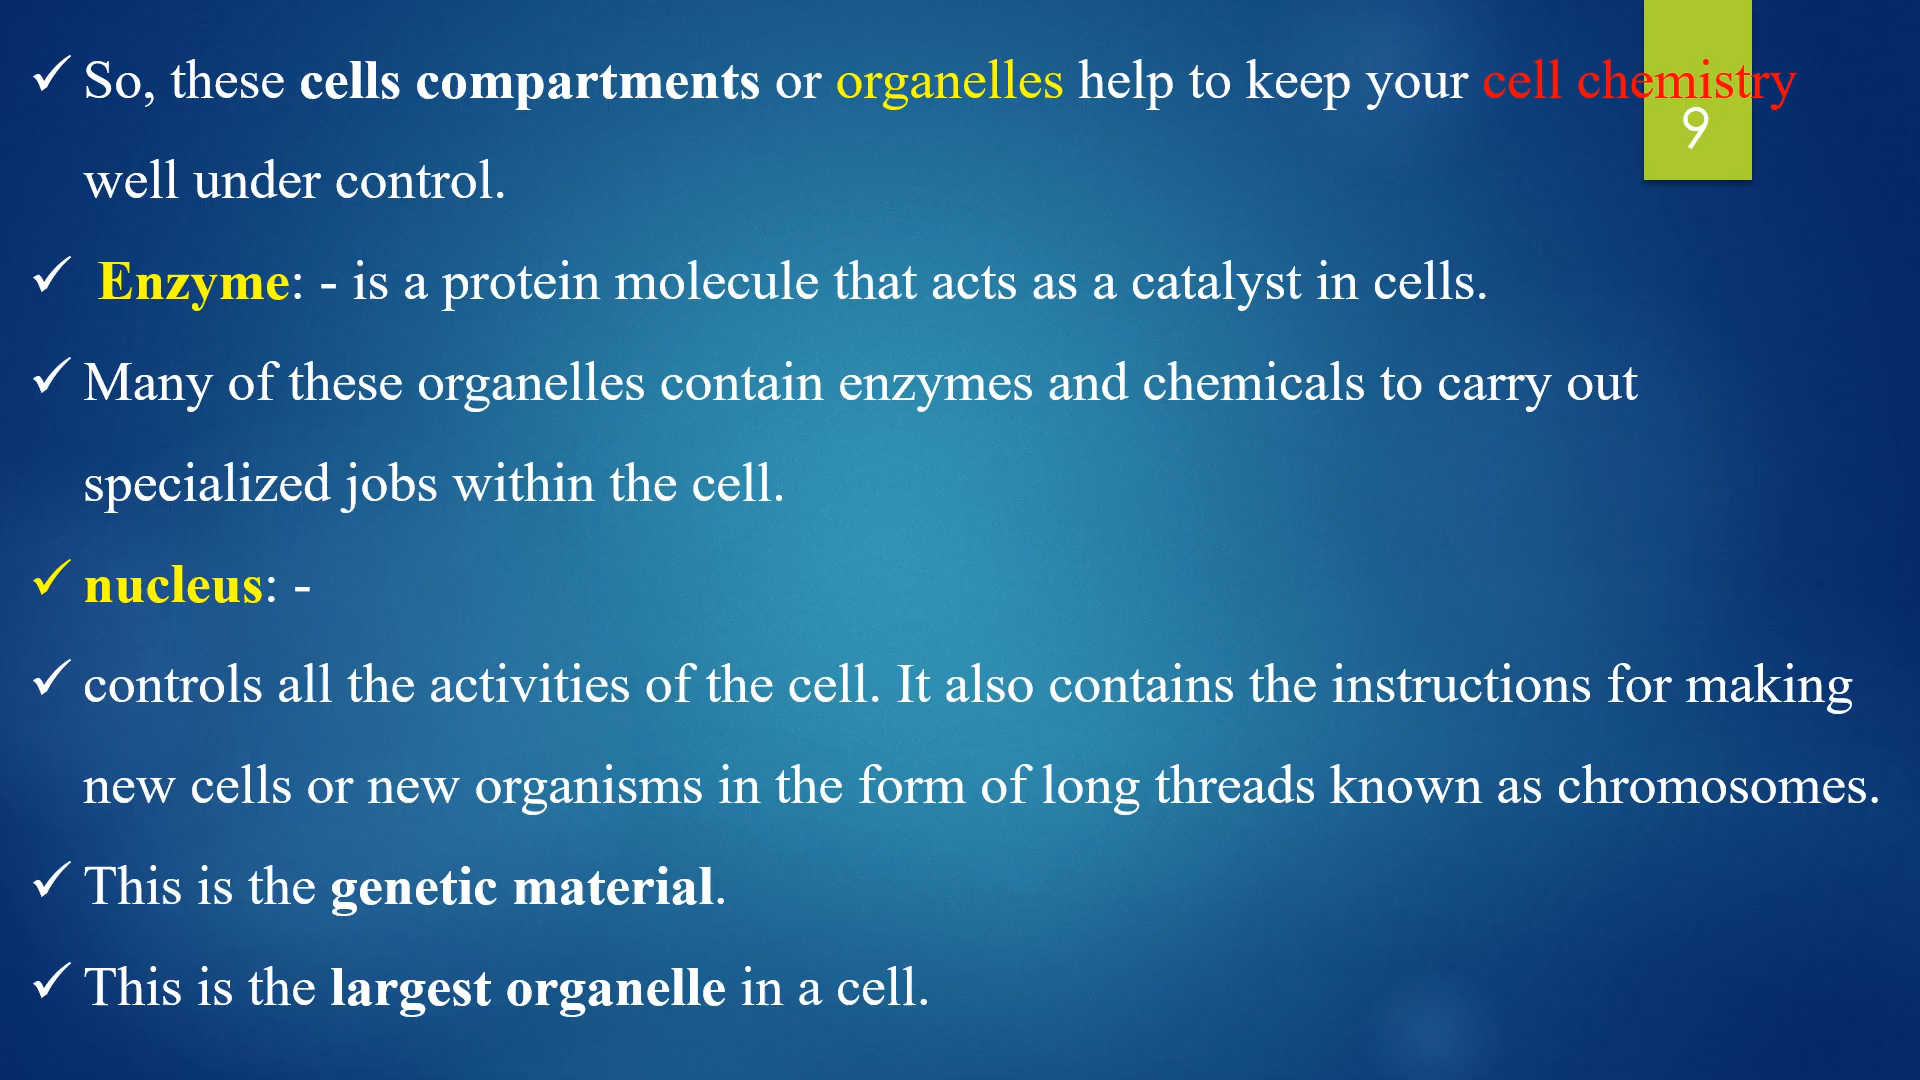 ✓ So, these cells compartments or organelles help to keep your cell chemistry
9
well under control.
✓ Enzyme: - is a protein molecule that acts as a catalyst in cells.
✓ Many of these organelles contain enzymes and chemicals to carry out
specialized jobs within the cell.
✓ nucleus: -
✓ controls all the activities of the cell. It also contains the instructions for making
new cells or new organisms in the form of long threads known as chromosomes.
✓ This is the genetic material.
✓ This is the largest organelle in a cell.